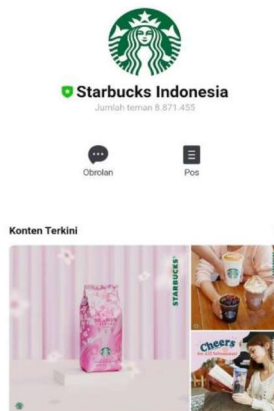 Starbucks Indonesia
Jumlah teman 8.871.455
Obrolan
Pos
Konten Terkini
STARBUCKS®
Cheers